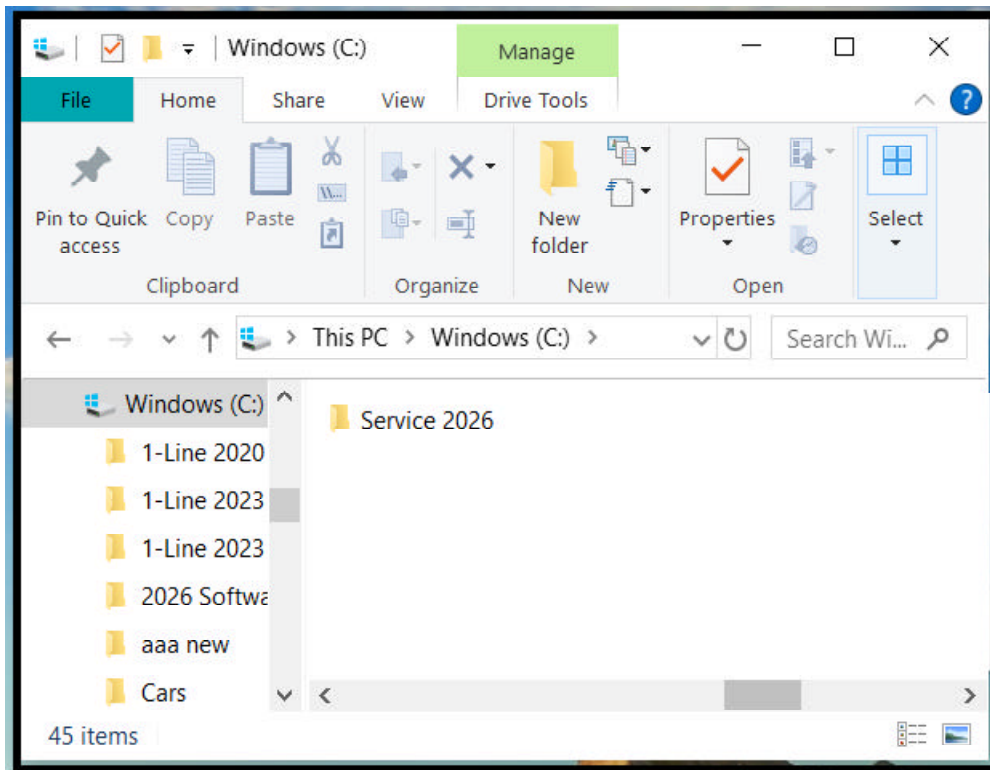 Windows (C:)
Manage
File
Home
Share
View
Drive Tools
Pin to Quick access
Copy
Paste
New folder
Properties
Select
Clipboard
Organize
New
Open
This PC > Windows (C:) >
Search Wi...
Windows (C:)
1-Line 2020
1-Line 2023
1-Line 2023
2026 Softwa
aaa new
Cars
Service 2026
45 items